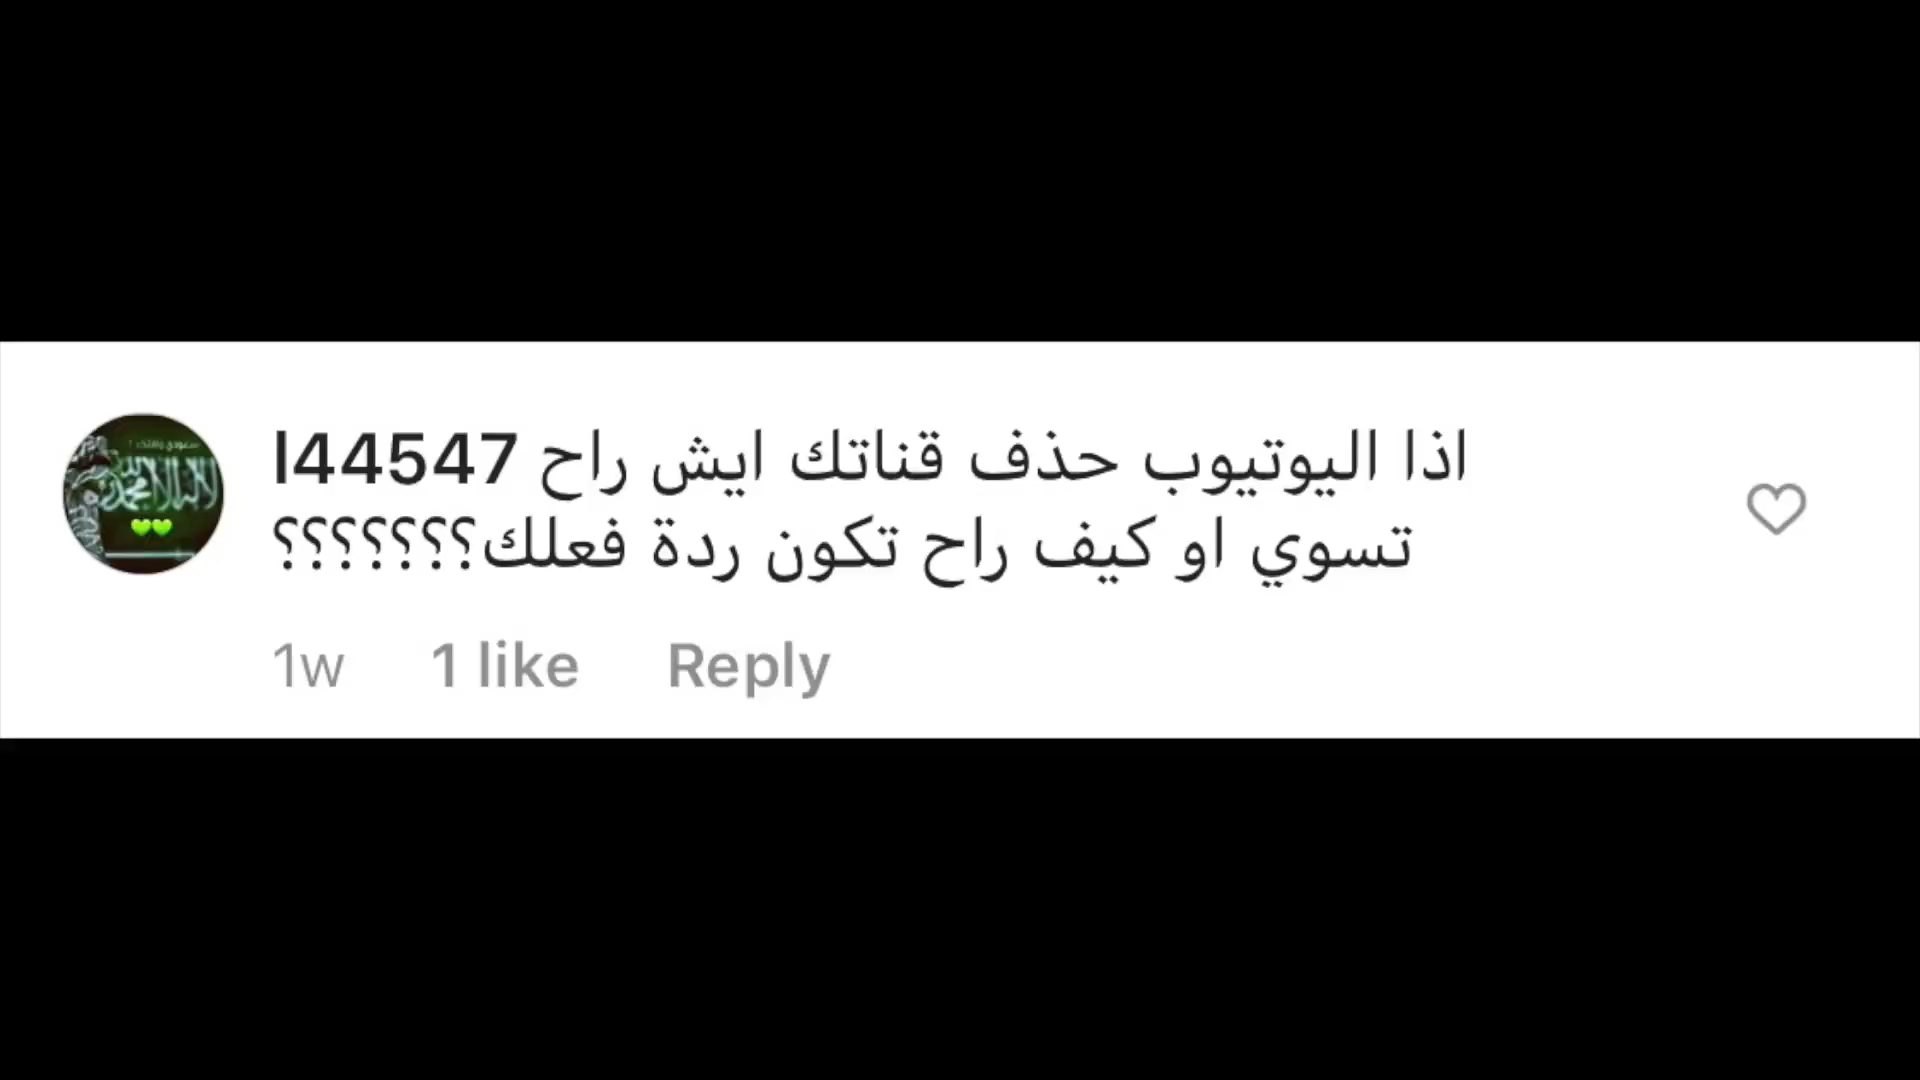 l44547 اذا اليوتيوب حذف قناتك ايش راح
تسوي او كيف راح تكون ردة فعلك؟؟؟؟؟؟؟
1w 1 like Reply